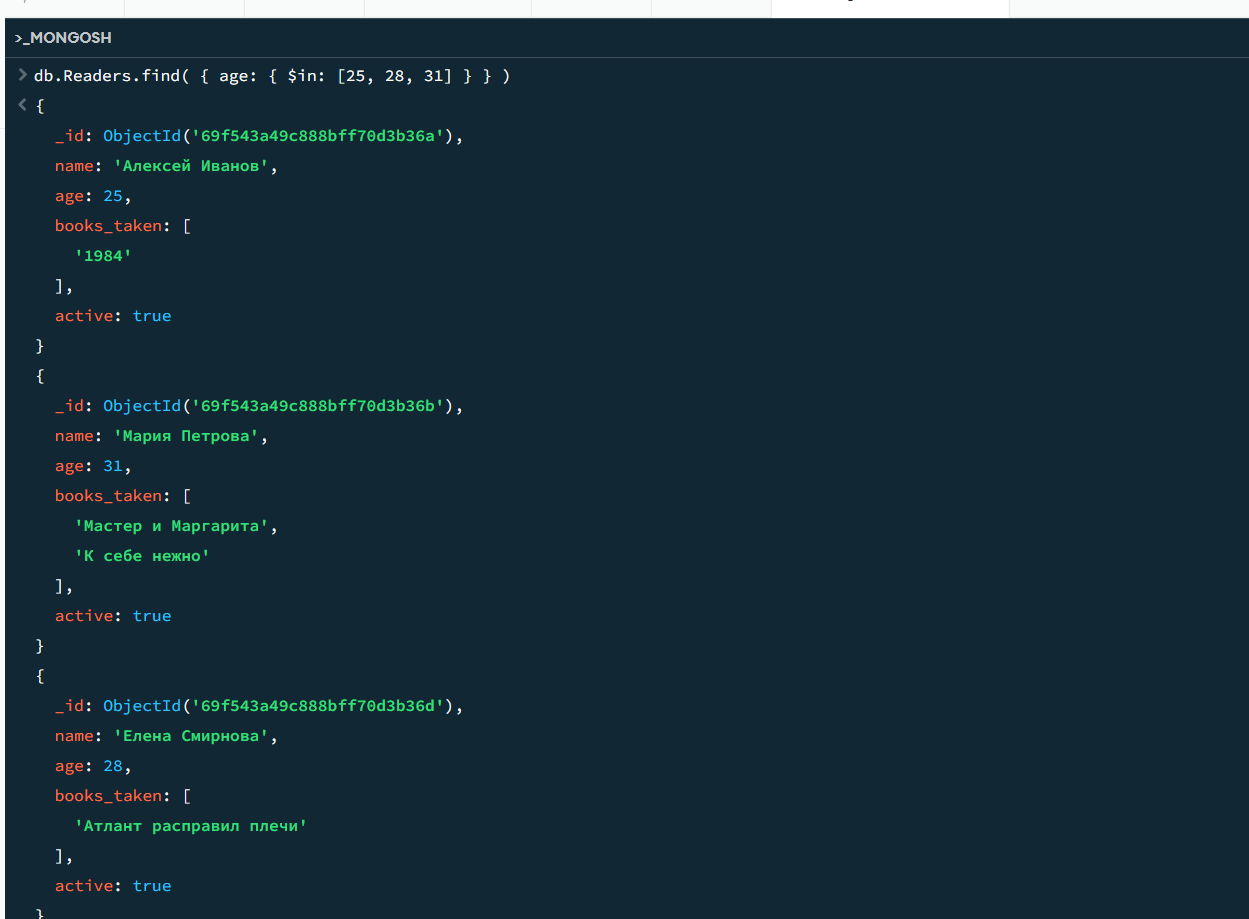 >_MONGOSH
> db.Readers.find( { age: { $in: [25, 28, 31] } } )
< {
_id: ObjectId('69f543a49c888bff70d3b36a'),
name: 'Алексей Иванов',
age: 25,
books_taken: [
'1984'
],
active: true
}
{
_id: ObjectId('69f543a49c888bff70d3b36b'),
name: 'Мария Петрова',
age: 31,
books_taken: [
'Мастер и Маргарита',
'К себе нежно'
],
active: true
}
{
_id: ObjectId('69f543a49c888bff70d3b36d'),
name: 'Елена Смирнова',
age: 28,
books_taken: [
'Атлант расправил плечи'
],
active: true
}